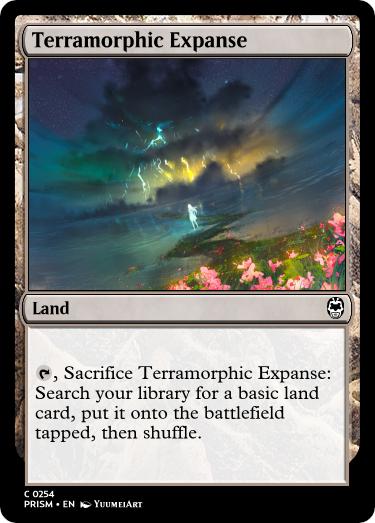 Terramorphic Expanse
Land
, Sacrifice Terramorphic Expanse:
Search your library for a basic land
card, put it onto the battlefield
tapped, then shuffle.
C 0254
PRISM • EN YuumeiArt